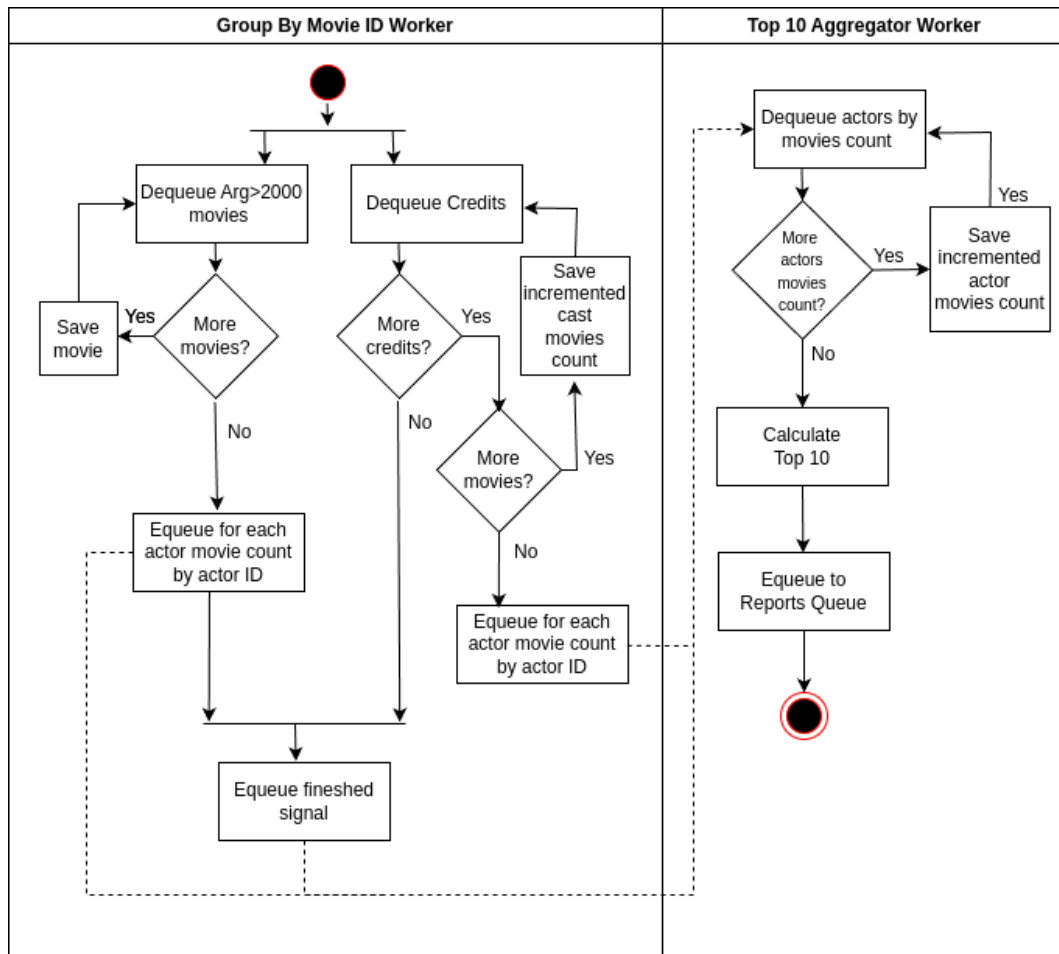 Group By Movie ID Worker
Top 10 Aggregator Worker
Dequeue Arg>2000
movies
Dequeue Credits
Save
movie
Yes
More
movies?
No
More
credits?
Yes
No
Save
incremented
cast
movies
count
More
movies?
Yes
No
Equeue for each
actor movie count
by actor ID
Equeue for each
actor movie count
by actor ID
Equeue fineshed
signal
Dequeue actors by
movies count
More
actors
movies
count?
Yes
Yes
Save
incremented
actor
movies count
No
Calculate
Top 10
Equeue to
Reports Queue